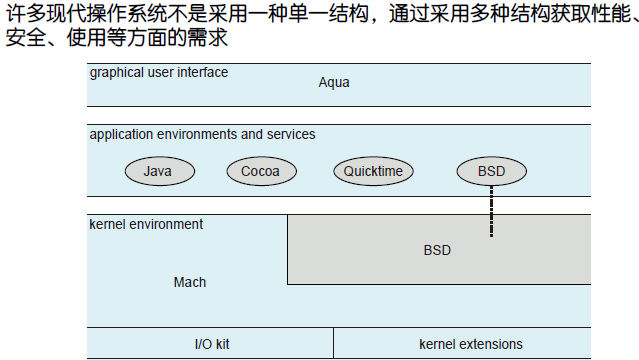 许多现代操作系统不是采用一种单一结构，通过采用多种结构获取性能、
安全、使用等方面的需求
graphical user interface
Aqua
application environments and services
Java Cocoa Quicktime BSD
kernel environment
BSD
Mach
I/O kit kernel extensions